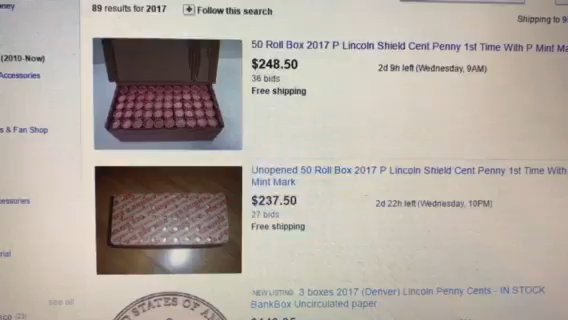 ney
89 results for 2017
Follow this search
Shipping to 9
(2010-Now)
Accessories
50 Roll Box 2017 P Lincoln Shield Cent Penny 1st Time With P Mint Ma
$248.50
36 bids
Free shipping
2d 9h left (Wednesday, 9AM)
s & Fan Shop
Unopened 50 Roll Box 2017 P Lincoln Shield Cent Penny 1st Time With
Mint Mark
$237.50
27 bids
Free shipping
2d 22h left (Wednesday, 10PM)
essories
rial
see all
NEW LISTING 3 boxes 2017 (Denver) Lincoln Penny Cents - IN STOCK
BankBox Uncirculated paper
STATES OF A